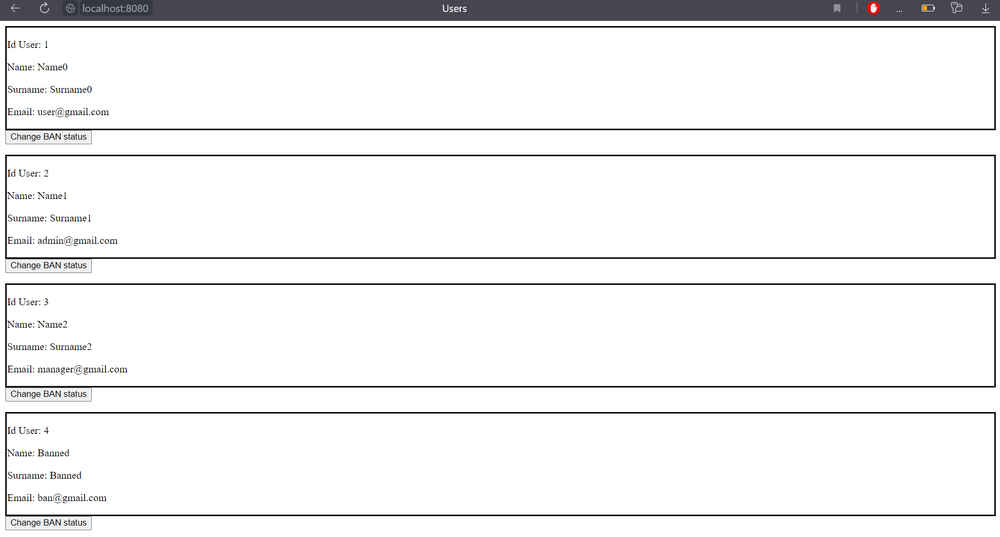 localhost:8080
Users
...
Id User: 1
Name: Name0
Surname: Surname0
Email: user@gmail.com
Change BAN status
Id User: 2
Name: Name1
Surname: Surname1
Email: admin@gmail.com
Change BAN status
Id User: 3
Name: Name2
Surname: Surname2
Email: manager@gmail.com
Change BAN status
Id User: 4
Name: Banned
Surname: Banned
Email: ban@gmail.com
Change BAN status